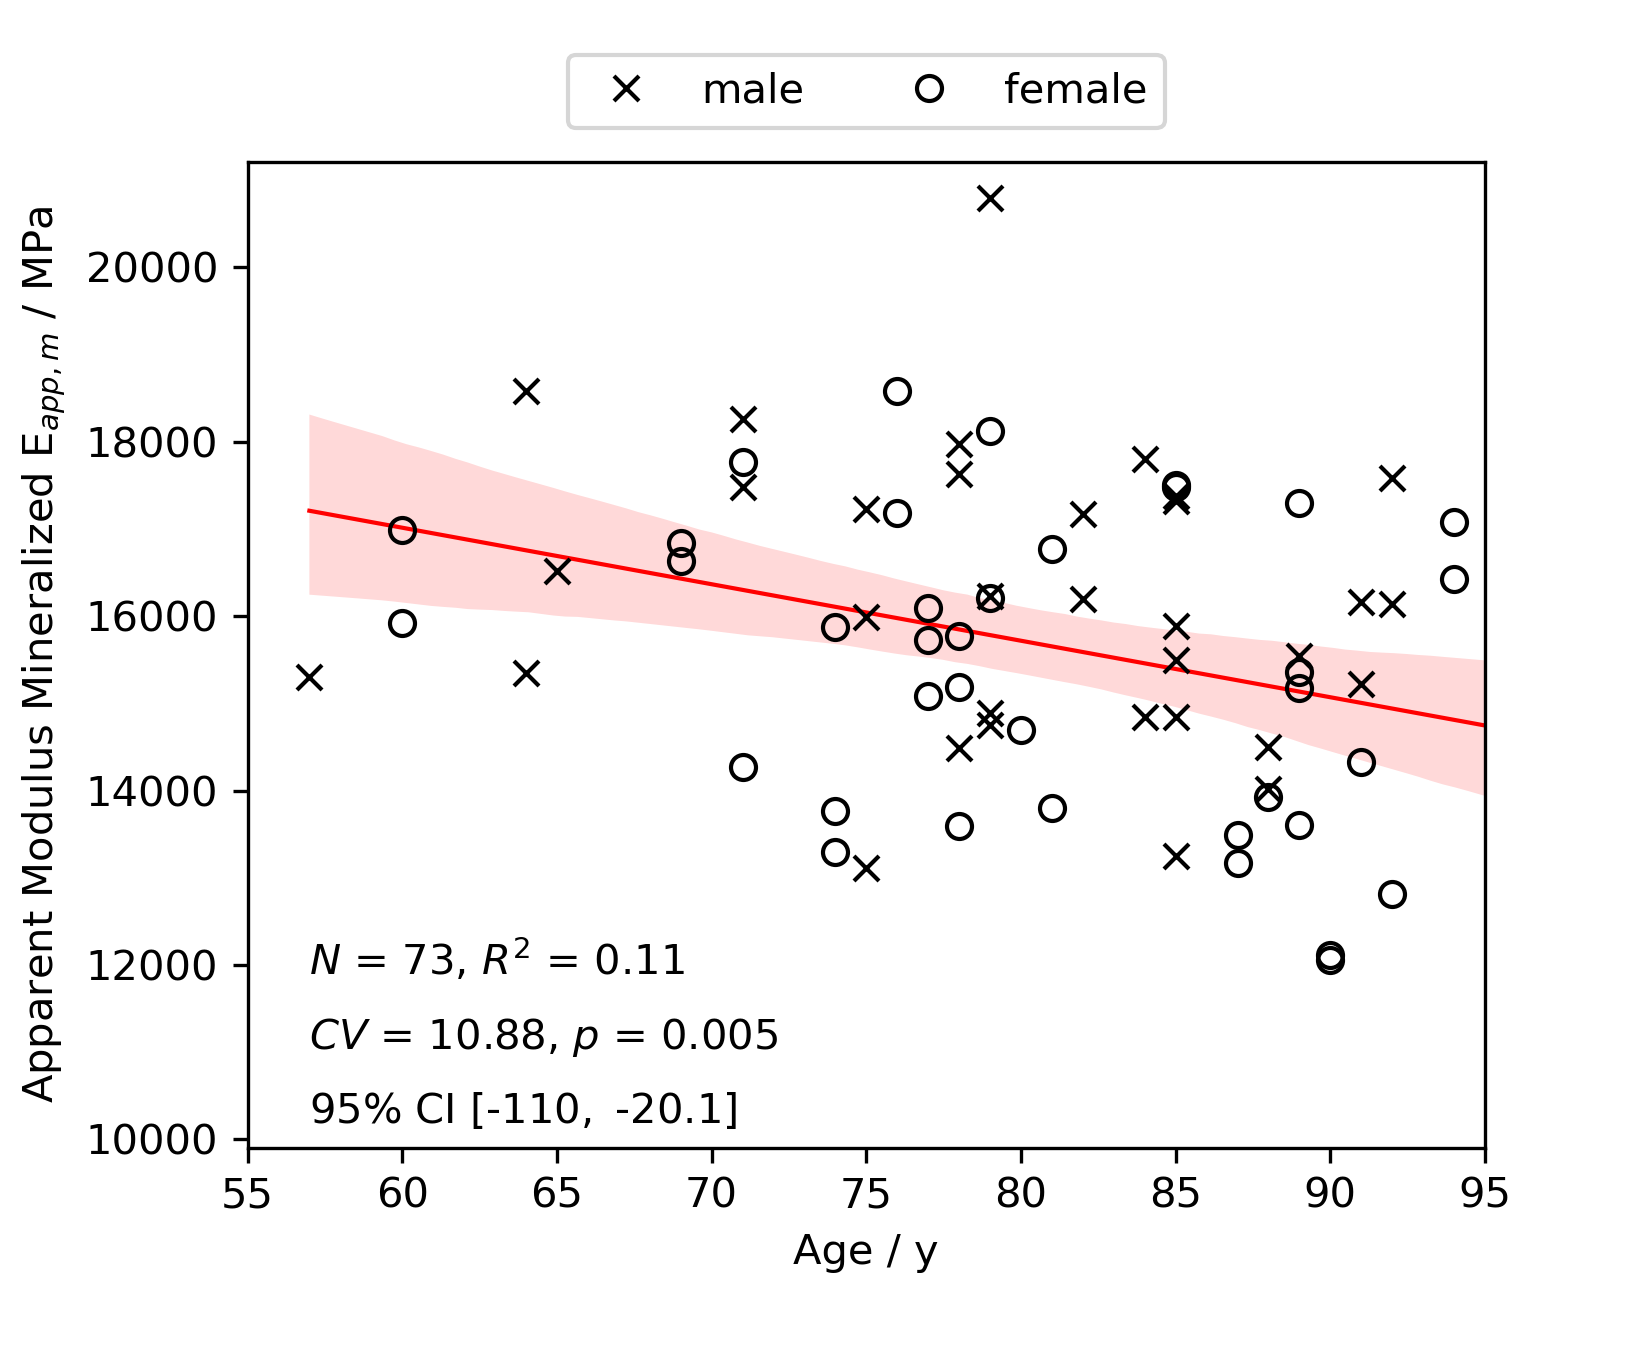 male female
Apparent Modulus Mineralized E_app, m / MPa
20000
18000
16000
14000
12000
10000
N = 73, R² = 0.11
CV = 10.88, p = 0.005
95% CI [-110, -20.1]
55 60 65 70 75 80 85 90 95
Age / y